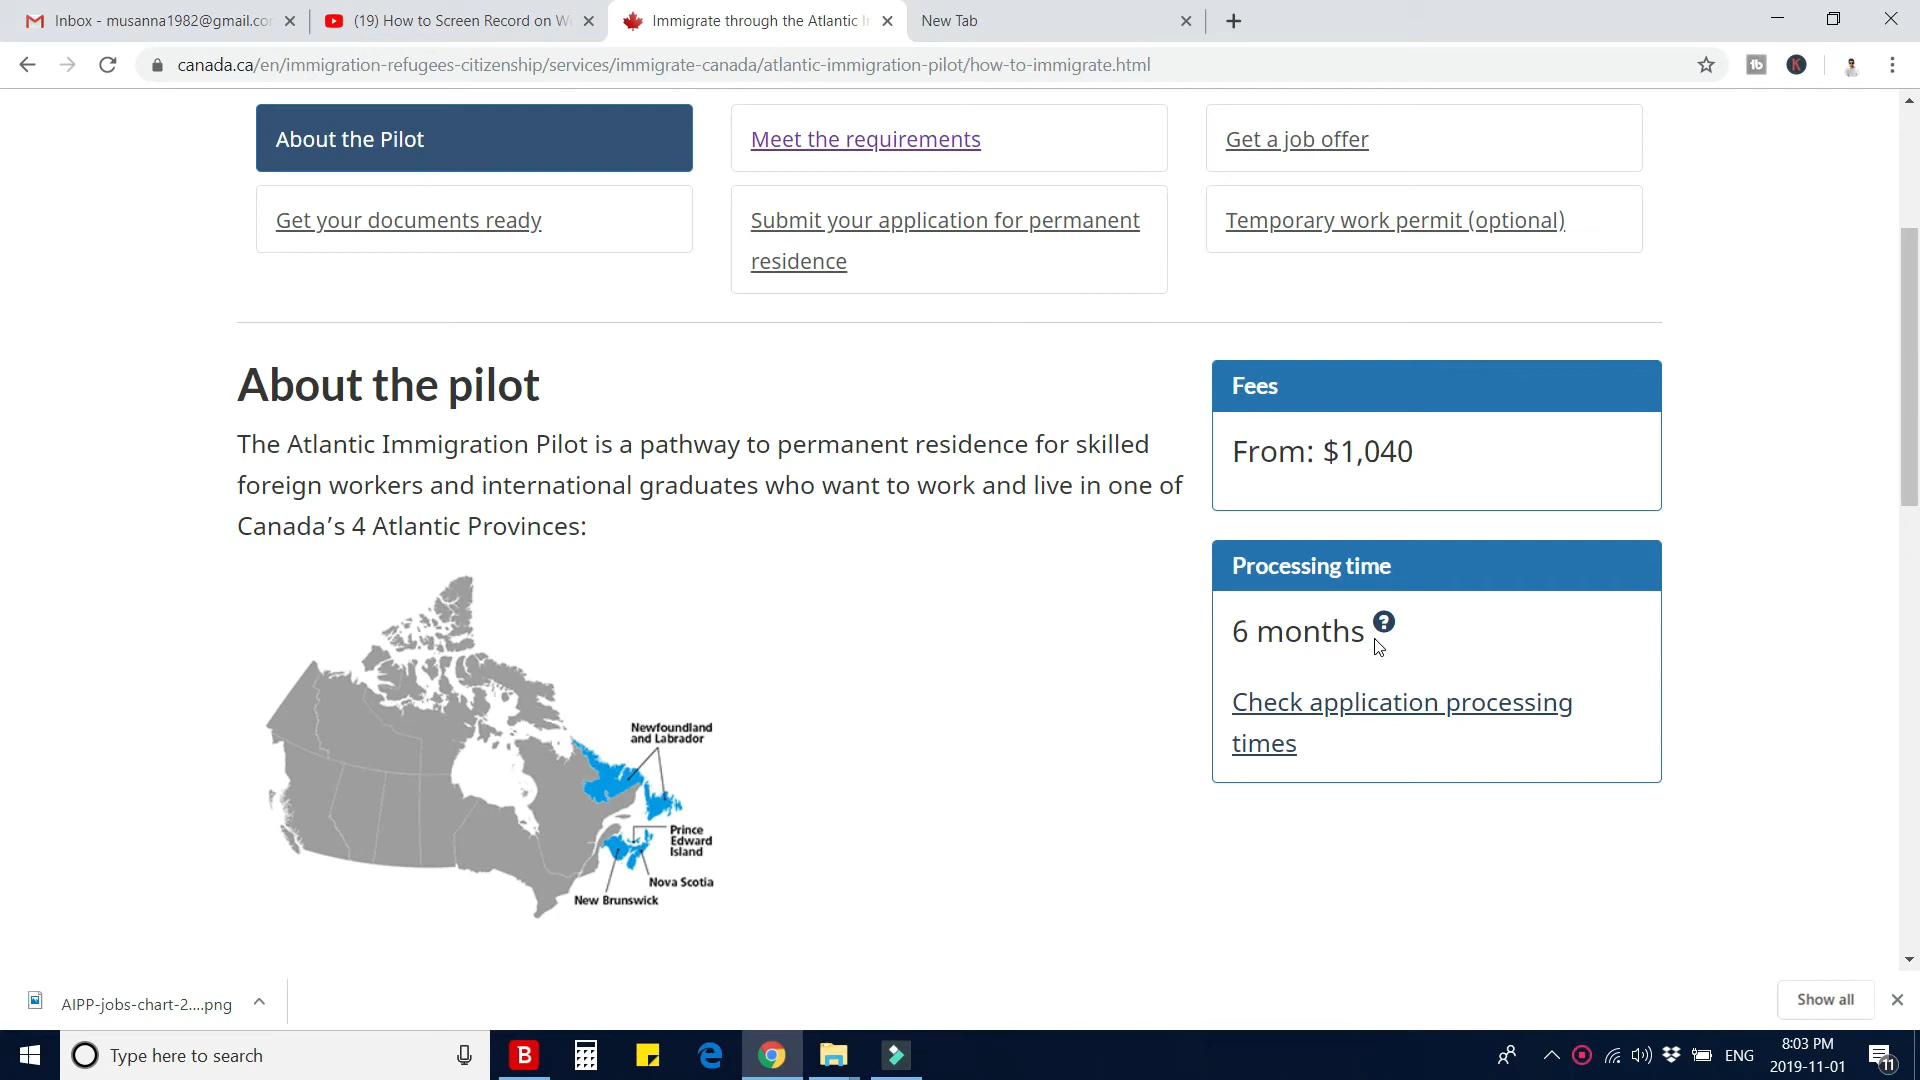 Inbox - musanna1982@gmail.co
(19) How to Screen Record on W
Immigrate through the Atlantic I
New Tab
canada.ca/en/immigration-refugees-citizenship/services/immigrate-canada/atlantic-immigration-pilot/how-to-immigrate.html
tb
K
About the Pilot
Meet the requirements
Get a job offer
Get your documents ready
Submit your application for permanent
residence
Temporary work permit (optional)
About the pilot
The Atlantic Immigration Pilot is a pathway to permanent residence for skilled
foreign workers and international graduates who want to work and live in one of
Canada’s 4 Atlantic Provinces:
Fees
From: $1,040
Processing time
6 months ?
Check application processing
times
Newfoundland
and Labrador
Prince
Edward
Island
Nova Scotia
New Brunswick
AIPP-jobs-chart-2....png
Show all
Type here to search
B
ENG
8:03 PM
2019-11-01
11